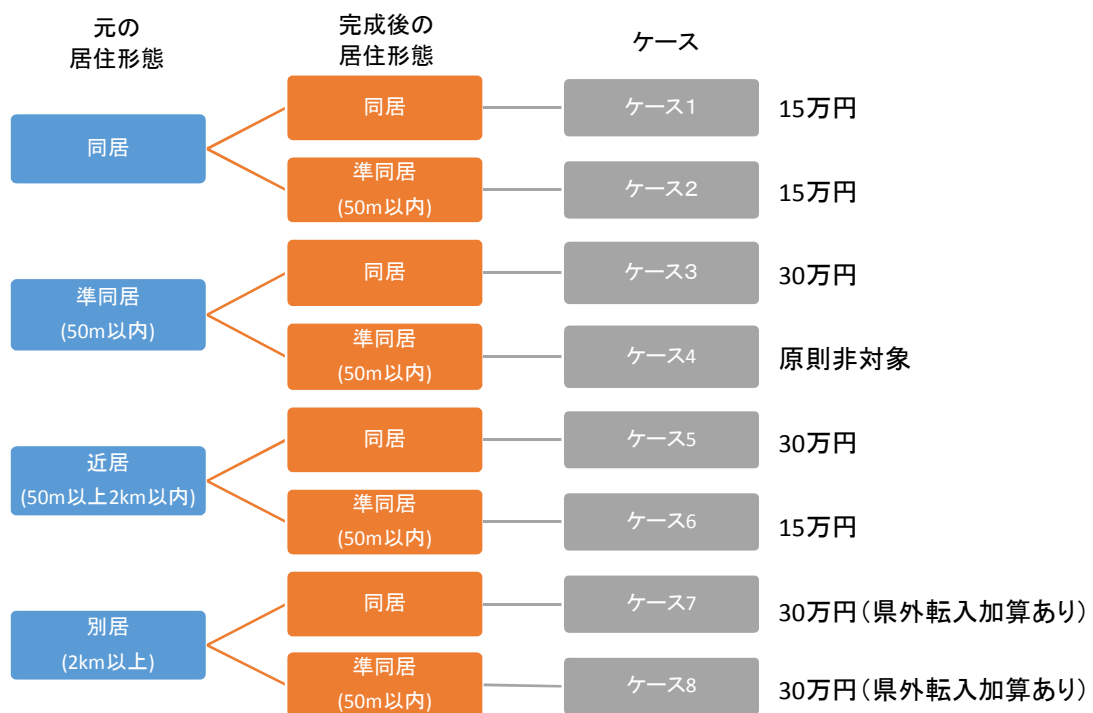 元の
居住形態
完成後の
居住形態
ケース
同居
同居
ケース1
15万円
準同居
(50m以内)
ケース2
15万円
準同居
(50m以内)
同居
ケース3
30万円
準同居
(50m以内)
ケース4
原則非対象
近居
(50m以上2km以内)
同居
ケース5
30万円
準同居
(50m以内)
ケース6
15万円
別居
(2km以上)
同居
ケース7
30万円(県外転入加算あり)
準同居
(50m以内)
ケース8
30万円(県外転入加算あり)